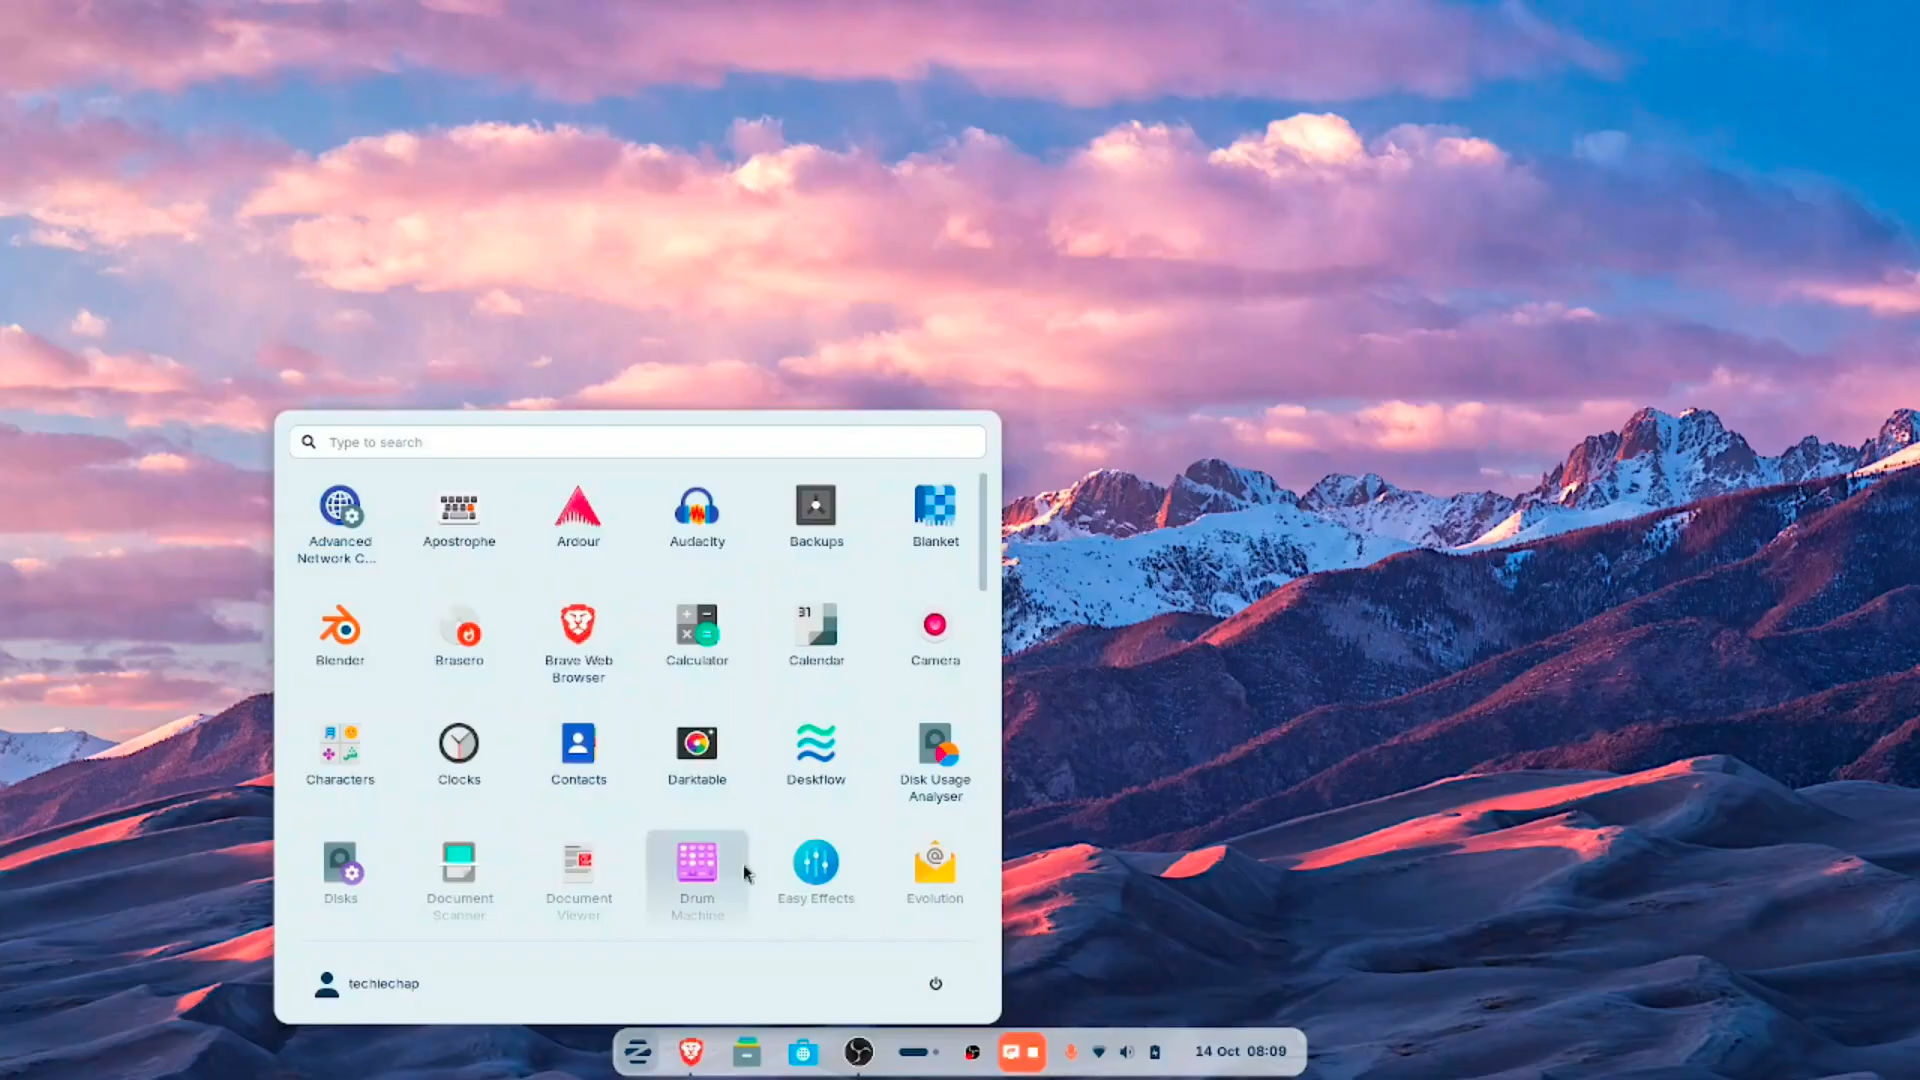 Type to search
Advanced
Network C...
Apostrophe
Ardour
Audacity
Backups
Blanket
31
Blender
Brasero
Brave Web
Browser
Calculator
Calendar
Camera
Characters
Clocks
Contacts
Darktable
Deskflow
Disk Usage
Analyser
Disks
Document
Scanner
Document
Viewer
Drum
Machine
Easy Effects
@
Evolution
techiechap
14 Oct 08:09